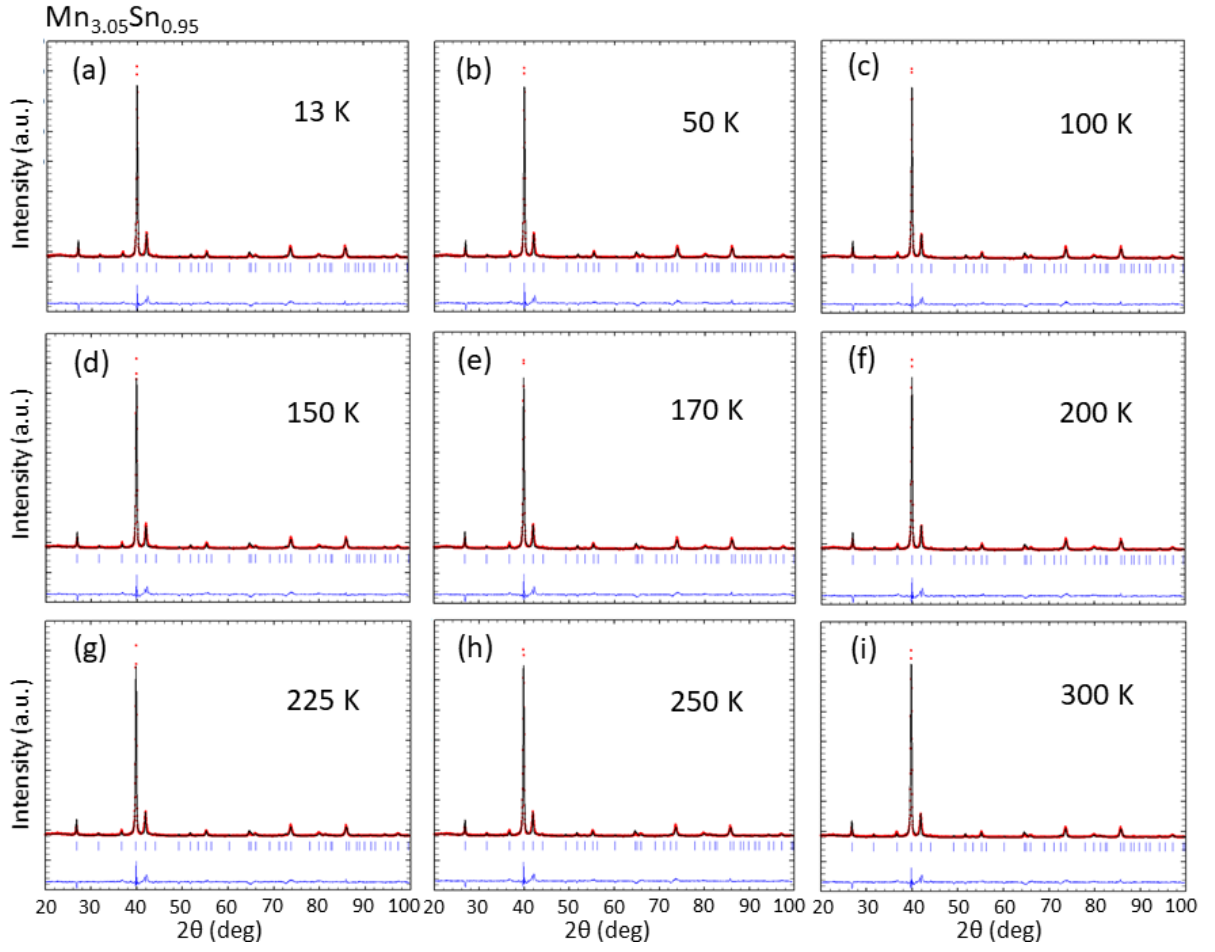 Mn3.05Sn0.95
(a) (b) (c)
13 K 50 K 100 K
Intensity (a.u.)
(d) (e) (f)
150 K 170 K 200 K
Intensity (a.u.)
(g) (h) (i)
225 K 250 K 300 K
Intensity (a.u.)
20 30 40 50 60 70 80 90 100 20 30 40 50 60 70 80 90 100 20 30 40 50 60 70 80 90 100
2θ (deg) 2θ (deg) 2θ (deg)